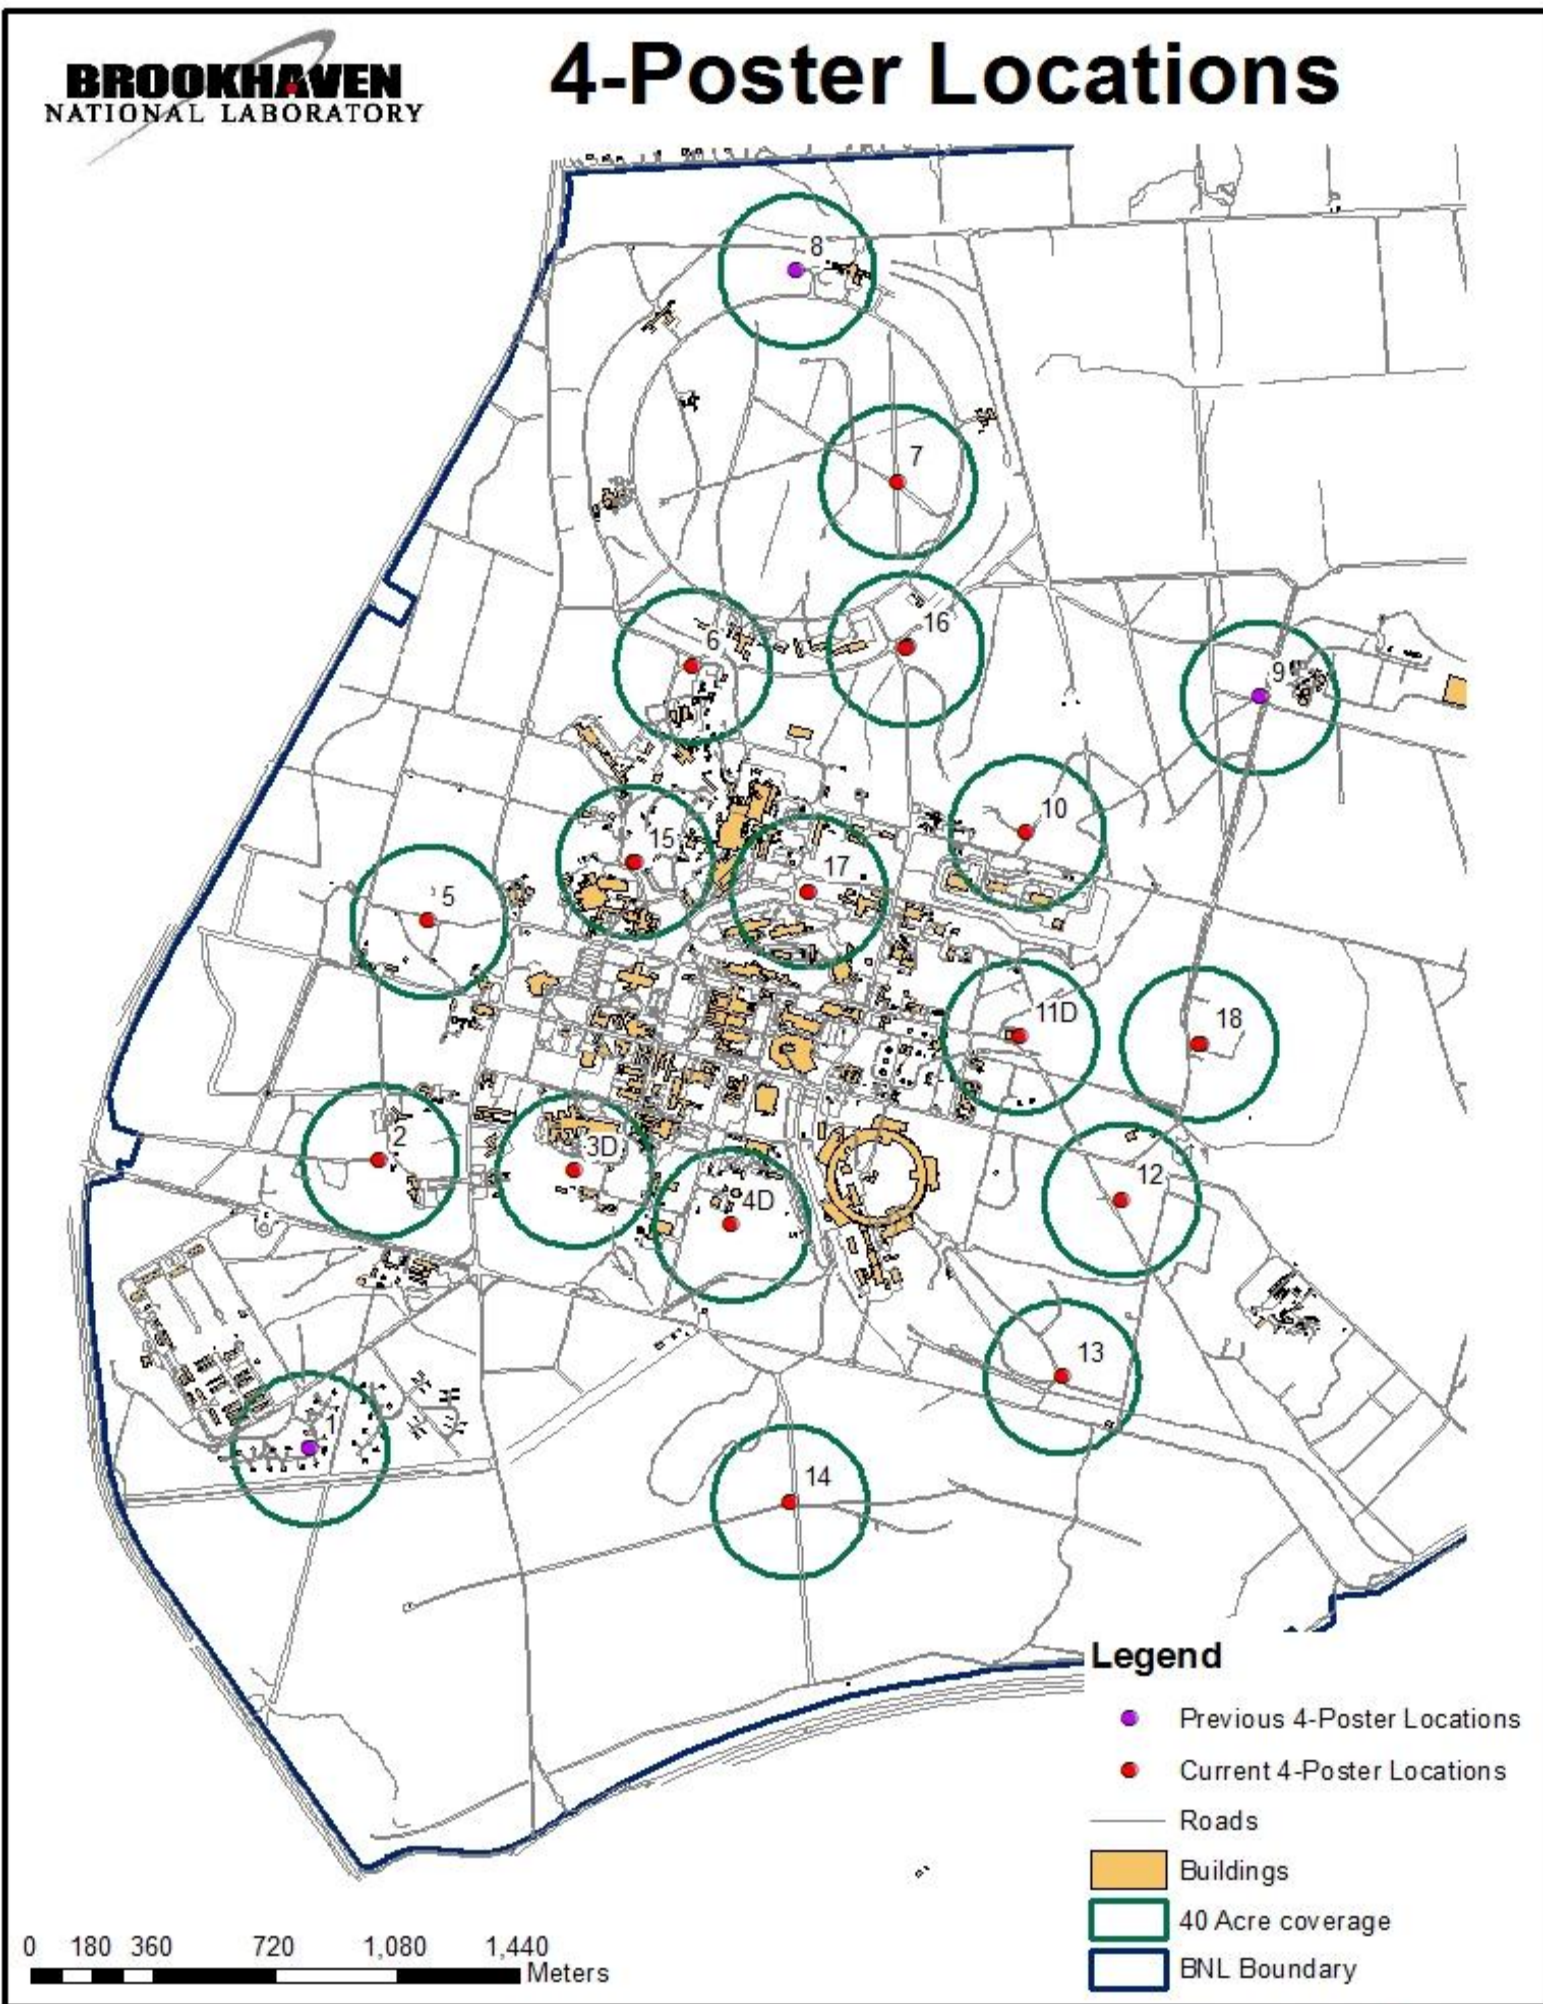 BROOKHAVEN
NATIONAL LABORATORY
4-Poster Locations
8
7
16
6
9
10
15
17
5
11D
18
2
3D
4D
12
13
1
14
Legend
Previous 4-Poster Locations
Current 4-Poster Locations
Roads
Buildings
40 Acre coverage
BNL Boundary
0 180 360 720 1,080 1,440
Meters